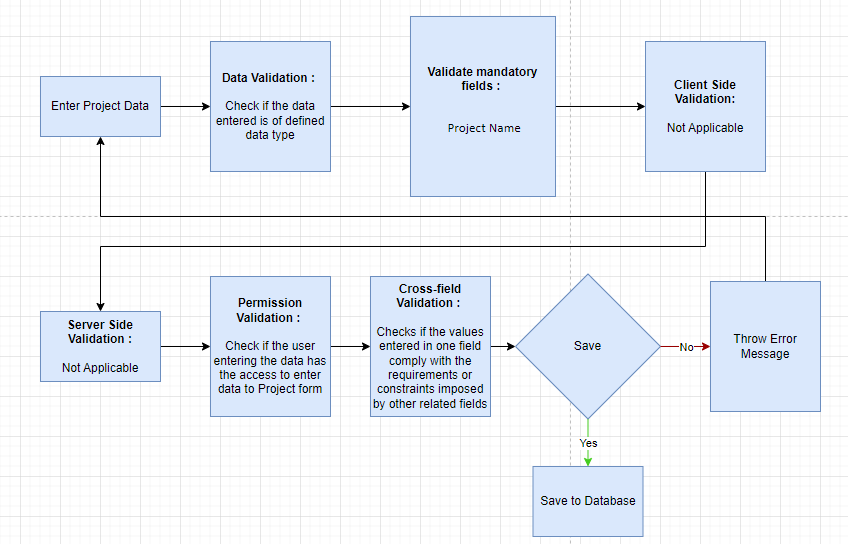 Enter Project Data
Data Validation :
Check if the data
entered is of defined
data type
Validate mandatory
fields :
Project Name
Client Side
Validation:
Not Applicable
Server Side
Validation :
Not Applicable
Permission
Validation :
Check if the user
entering the data has
the access to enter
data to Project form
Cross-field
Validation :
Checks if the values
entered in one field
comply with the
requirements or
constraints imposed
by other related fields
Save
No
Throw Error
Message
Yes
Save to Database